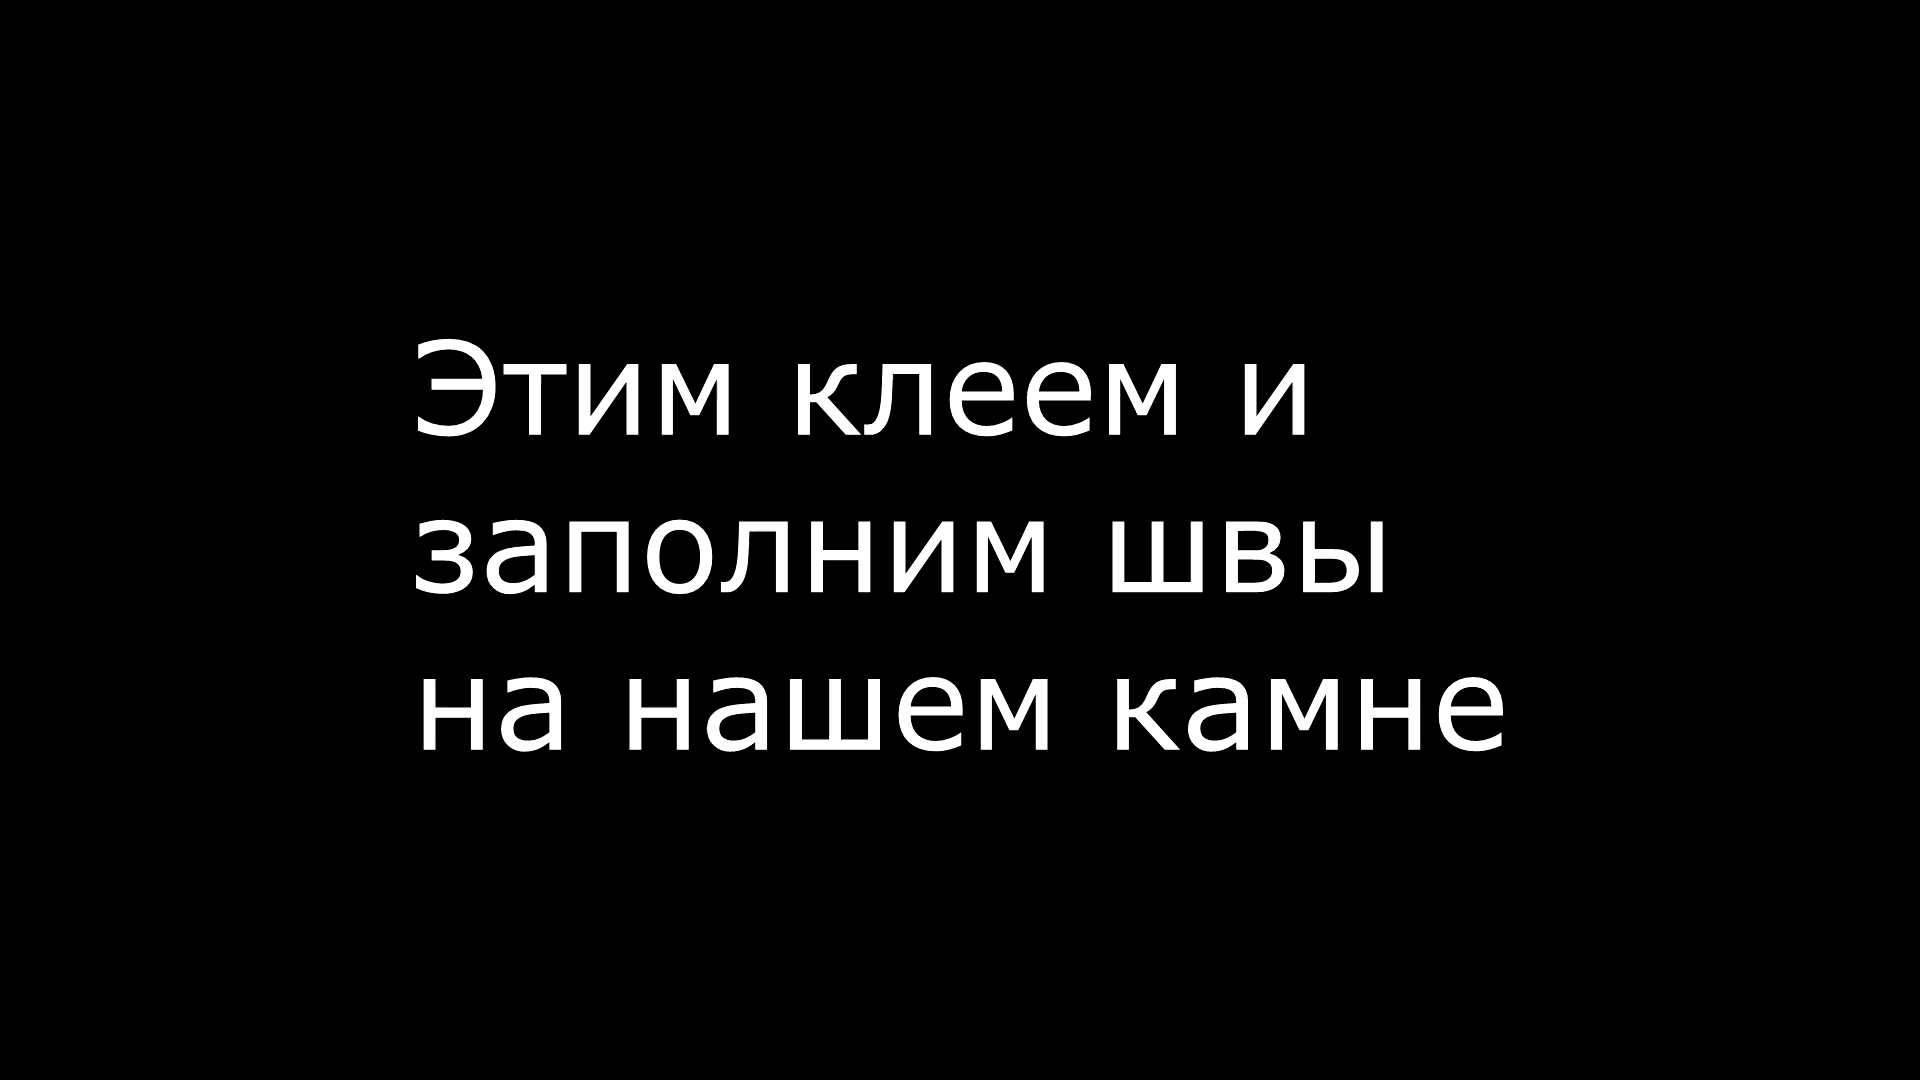 Этим клеем и
заполним швы
на нашем камне